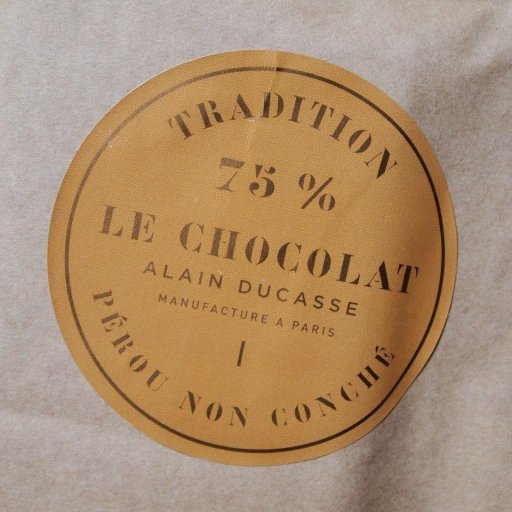 TRADITION
75 %
LE CHOCOLAT
ALAIN DUCASSE
MANUFACTURE A PARIS
PÉROU NON CONCHÉ